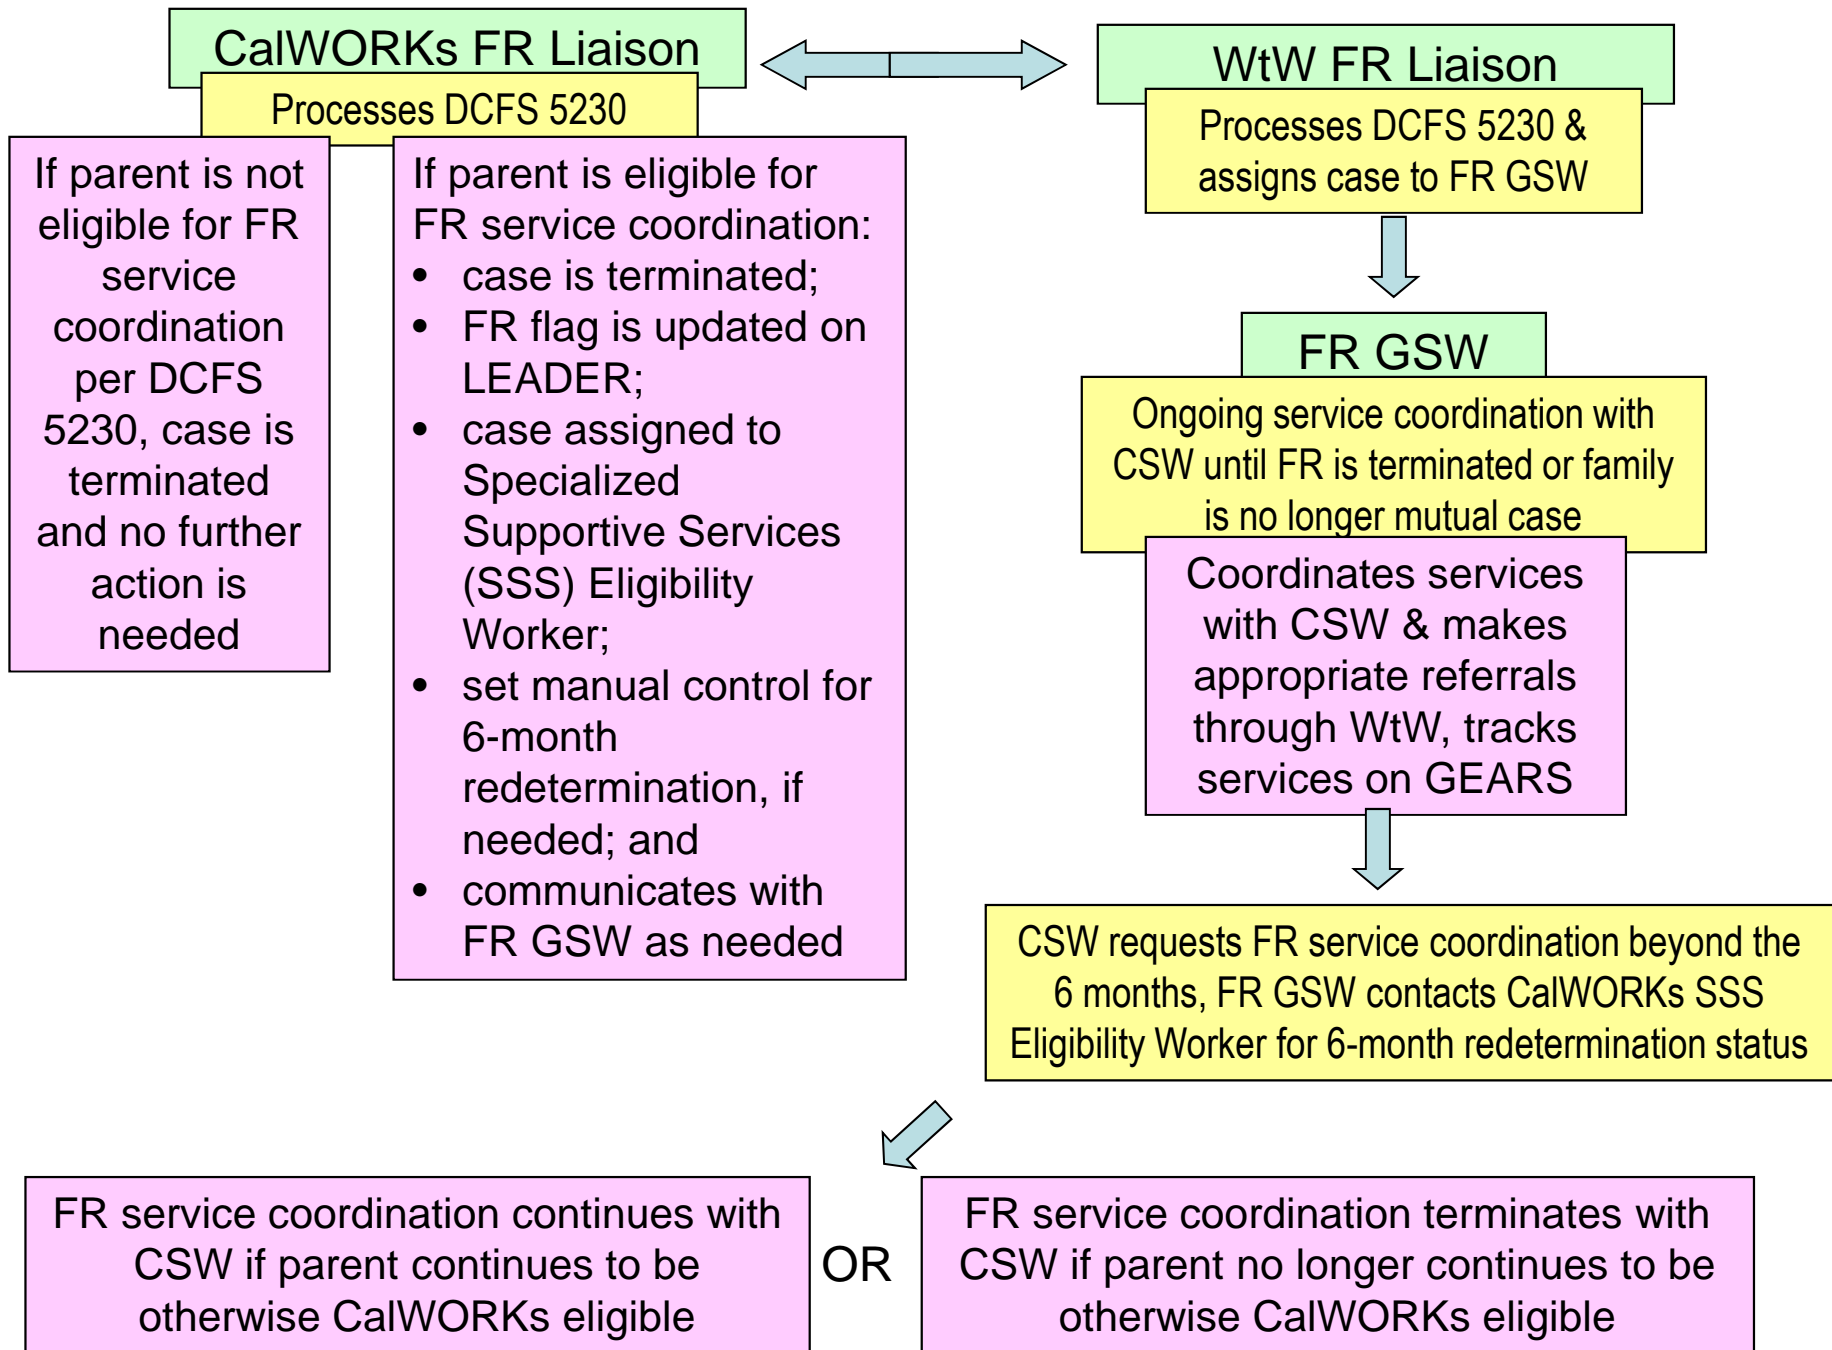 CalWORKs FR Liaison
Processes DCFS 5230
If parent is not
eligible for FR
service
coordination
per DCFS
5230, case is
terminated
and no further
action is
needed
If parent is eligible for
FR service coordination:
• case is terminated;
• FR flag is updated on
LEADER;
• case assigned to
Specialized
Supportive Services
(SSS) Eligibility
Worker;
• set manual control for
6-month
redetermination, if
needed; and
• communicates with
FR GSW as needed
WtW FR Liaison
Processes DCFS 5230 &
assigns case to FR GSW
FR GSW
Ongoing service coordination with
CSW until FR is terminated or family
is no longer mutual case
Coordinates services
with CSW & makes
appropriate referrals
through WtW, tracks
services on GEARS
CSW requests FR service coordination beyond the
6 months, FR GSW contacts CalWORKs SSS
Eligibility Worker for 6-month redetermination status
FR service coordination continues with
CSW if parent continues to be
otherwise CalWORKs eligible
OR
FR service coordination terminates with
CSW if parent no longer continues to be
otherwise CalWORKs eligible